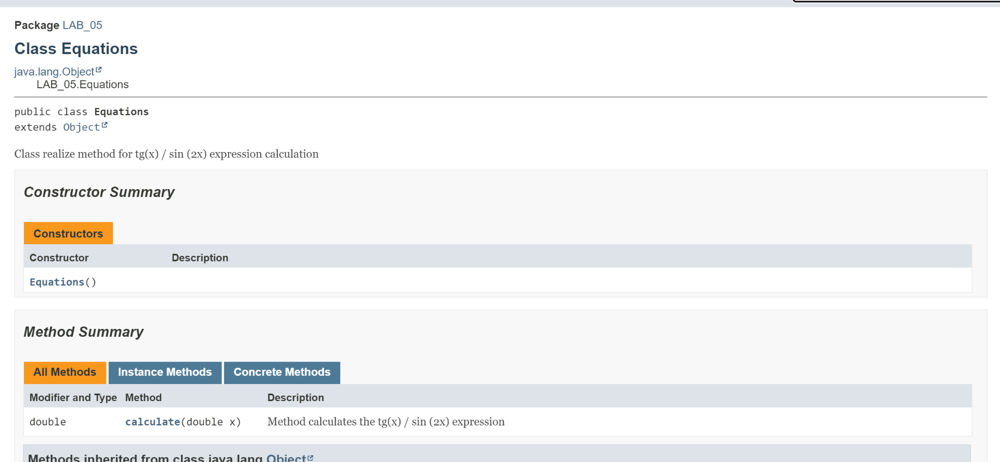 Package LAB_05
Class Equations
java.lang.Object
LAB_05.Equations
public class Equations
extends Object
Class realize method for tg(x) / sin (2x) expression calculation
Constructor Summary
Constructors
Constructor Description
Equations()
Method Summary
All Methods Instance Methods Concrete Methods
Modifier and Type Method Description
double calculate(double x) Method calculates the tg(x) / sin (2x) expression
Methods inherited from class java.lang.Object